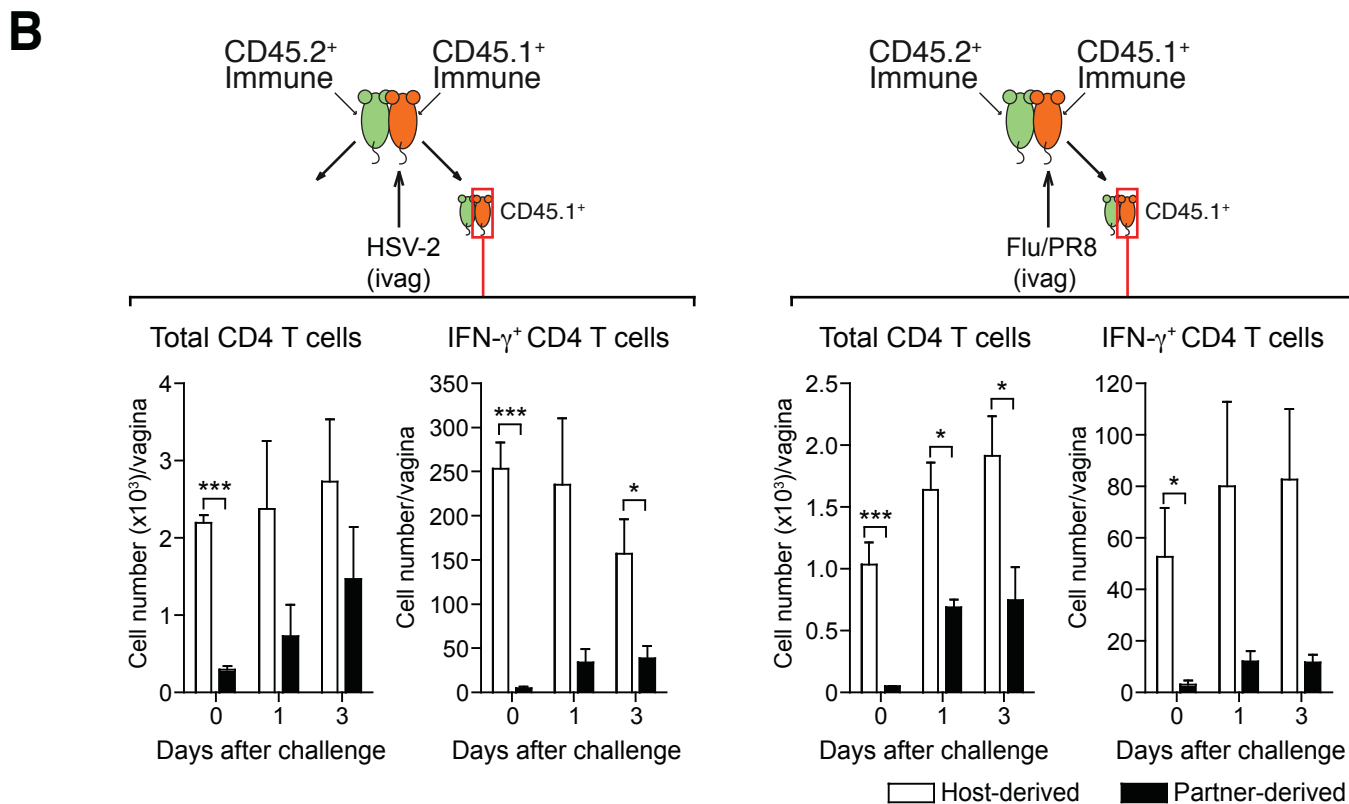 B
CD45.2⁺ Immune
CD45.1⁺ Immune
HSV-2 (ivag)
CD45.1⁺
CD45.2⁺ Immune
CD45.1⁺ Immune
Flu/PR8 (ivag)
CD45.1⁺
Total CD4 T cells
Cell number (x10³)/vagina
4
3
2
1
0
***
0 1 3
Days after challenge
IFN-γ⁺ CD4 T cells
Cell number/vagina
350
300
250
200
150
100
50
0
***
*
0 1 3
Days after challenge
Total CD4 T cells
Cell number (x10³)/vagina
2.5
2.0
1.5
1.0
0.5
0
***
*
*
0 1 3
Days after challenge
IFN-γ⁺ CD4 T cells
Cell number/vagina
120
100
80
60
40
20
0
*
0 1 3
Days after challenge
Host-derived
Partner-derived